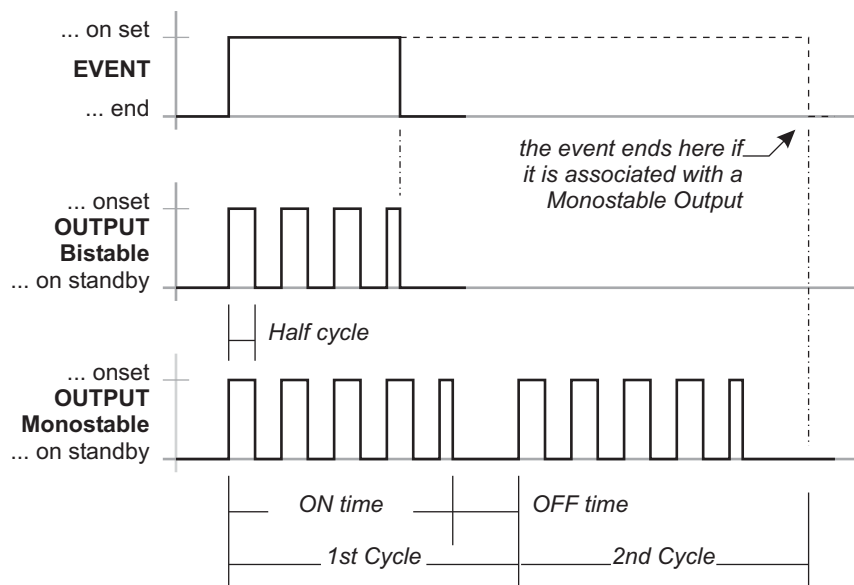 ... on set
EVENT
... end
the event ends here if
it is associated with a
Monostable Output
... onset
OUTPUT
Bistable
... on standby
Half cycle
... onset
OUTPUT
Monostable
... on standby
ON time
OFF time
1st Cycle
2nd Cycle